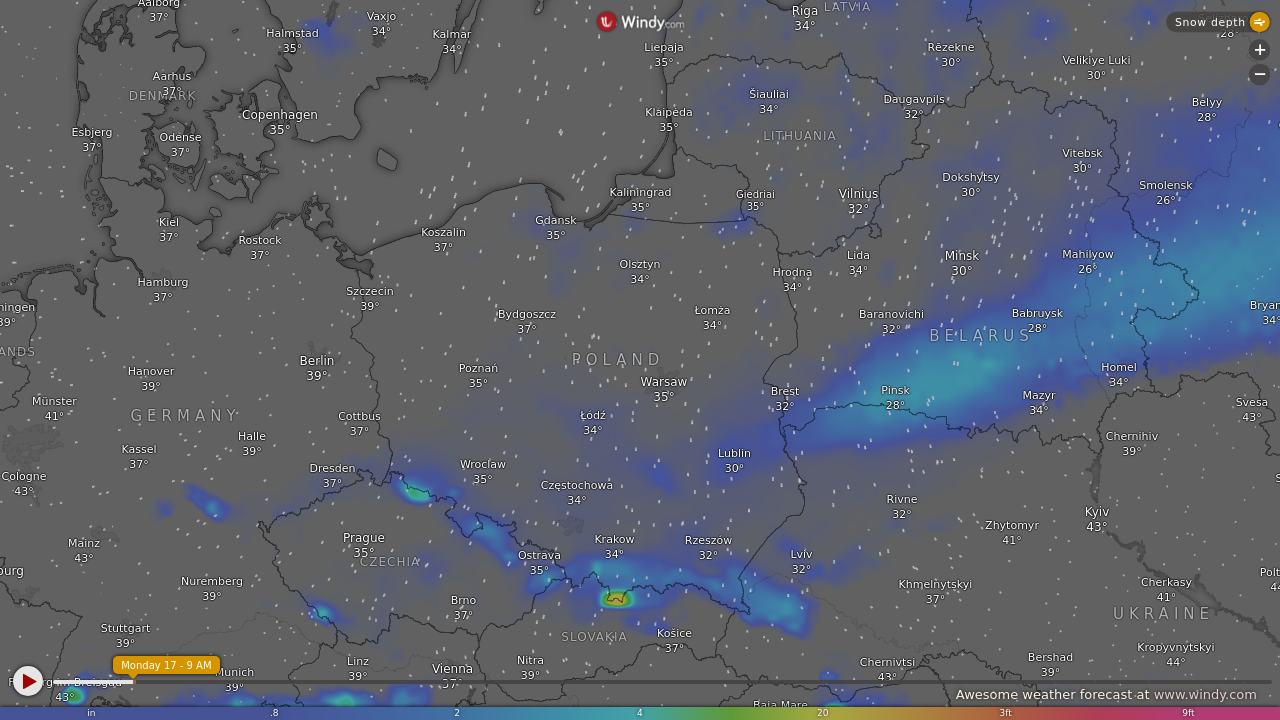 Aalborg
37°
Vaxjo
34°
Halmstad
35°
Kalmar
34°
Windy.com
Liepaja
35°
Riga
34°
LATVIA
Rēzekne
30°
Velikiye Luki
30°
Snow depth
28°
+
−
Aarhus
37°
DENMARK
Copenhagen
35°
Esbjerg
37°
Odense
37°
Klaipėda
35°
Šiauliai
34°
LITHUANIA
Daugavpils
32°
Belyy
28°
Vitebsk
30°
Kaliningrad
35°
Giedriai
35°
Vilnius
32°
Dokshytsy
30°
Smolensk
26°
Kiel
37°
Rostock
37°
Koszalin
37°
Gdansk
35°
Hamburg
37°
Szczecin
39°
Olsztyn
34°
Hrodna
34°
Lida
34°
Minsk
30°
Mahilyow
26°
ningen
39°
Bydgoszcz
37°
Łomża
34°
Baranovichi
32°
Babruysk
28°
Bryan
34°
BELARUS
ANDS
Hanover
39°
Berlin
39°
Poznań
35°
POLAND
Warsaw
35°
Brest
32°
Pinsk
28°
Homel
34°
Mazyr
34°
Svesa
43°
Münster
41°
GERMANY
Cottbus
37°
Łódź
34°
Kassel
37°
Halle
39°
Chernihiv
39°
Cologne
43°
Dresden
37°
Wrocław
35°
Częstochowa
34°
Lublin
30°
Rivne
32°
Zhytomyr
41°
Kyiv
43°
Mainz
43°
Prague
35°
CZECHIA
Ostrava
35°
Krakow
34°
Rzeszów
32°
Lviv
32°
burg
Nuremberg
39°
Brno
37°
Khmelnytskyi
37°
Cherkasy
41°
Polt
44
UKRAINE
Stuttgart
39°
SLOVAKIA
Košice
37°
Linz
39°
Vienna
37°
Nitra
39°
Chernivtsi
43°
Bershad
39°
Kropyvnytskyi
44°
Monday 17 - 9 AM
Freiburg im Breisgau
43°
Munich
39°
Baia Mare
Awesome weather forecast at www.windy.com
in .8 2 4 20 3ft 9ft